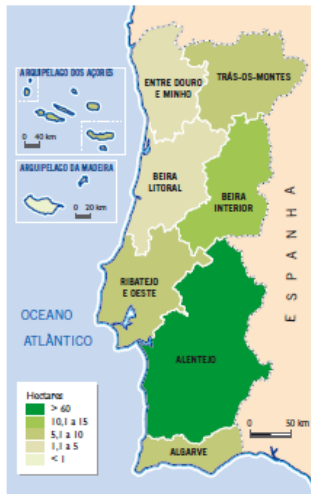 ARQUIPÉLAGO DOS AÇORES
0 40 km
ARQUIPÉLAGO DA MADEIRA
0 20 km
ENTRE DOURO
E MINHO
TRÁS-OS-MONTES
BEIRA
LITORAL
BEIRA
INTERIOR
ESPANHA
RIBATEJO
E OESTE
OCEANO
ATLÂNTICO
ALENTEJO
ALGARVE
Hectares
> 60
10,1 a 15
5,1 a 10
1,1 a 5
< 1
0 50 km